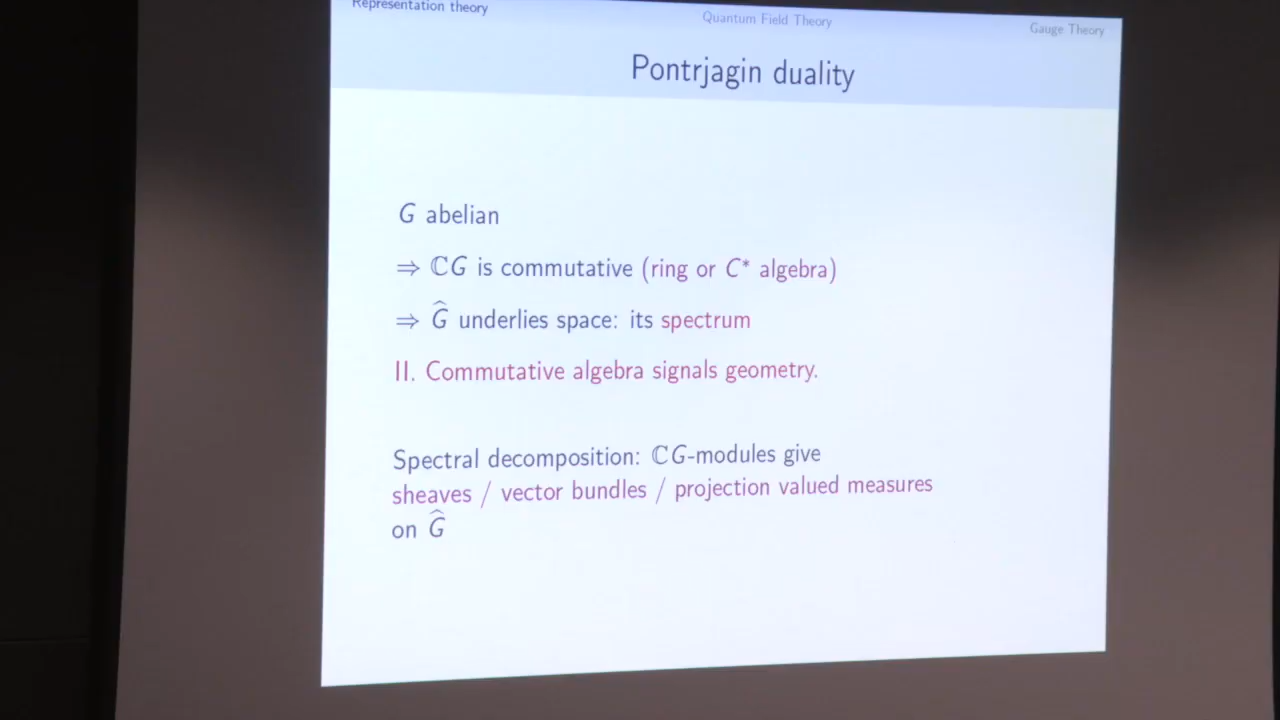 Representation theory
Quantum Field Theory
Gauge Theory
Pontrjagin duality
G abelian
⇒ ℂG is commutative (ring or C* algebra)
⇒ Ĝ underlies space: its spectrum
II. Commutative algebra signals geometry.
Spectral decomposition: ℂG-modules give
sheaves / vector bundles / projection valued measures
on Ĝ